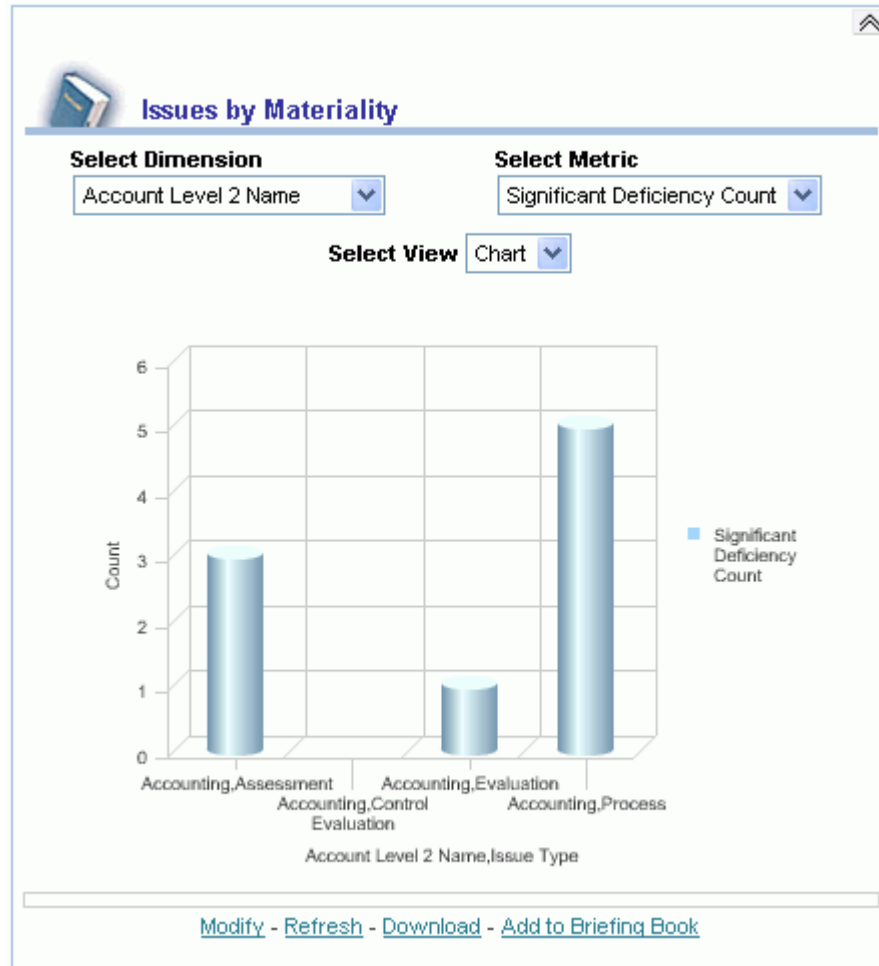 Issues by Materiality
Select Dimension
Select Metric
Account Level 2 Name
Significant Deficiency Count
Select View Chart
6
5
4
3
2
1
0
Count
Significant
Deficiency
Count
Accounting,Assessment
Accounting,Control
Evaluation
Accounting,Evaluation
Accounting,Process
Account Level 2 Name,Issue Type
Modify - Refresh - Download - Add to Briefing Book